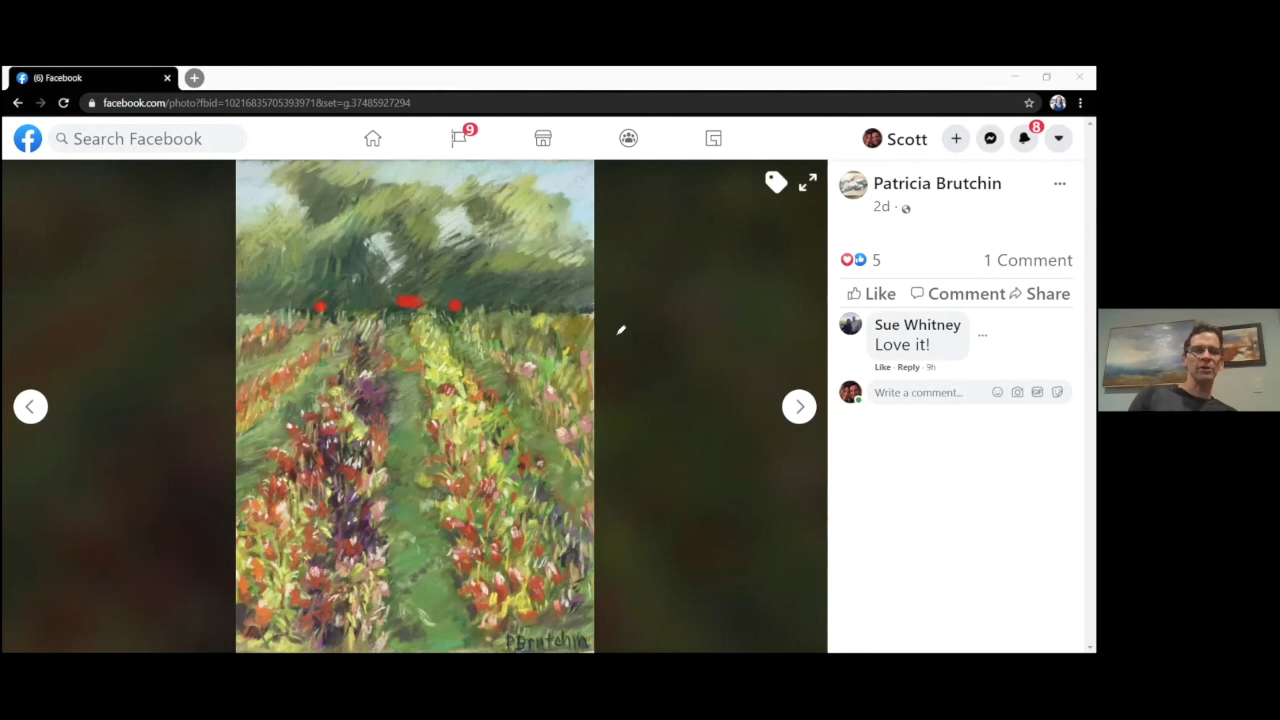 (6) Facebook
facebook.com/photo?fbid=10216835705393971&set=g.37485927294
Search Facebook
9
Scott
8
Patricia Brutchin
2d ·
5
1 Comment
Like
Comment
Share
Sue Whitney
Love it!
Like · Reply · 9h
Write a comment...
GIF
PBrutchin